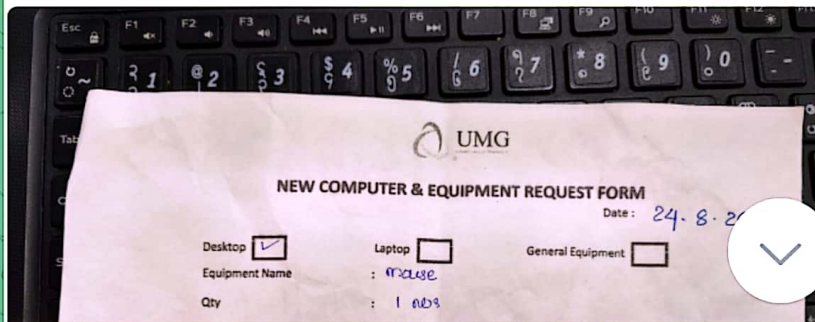 Esc F1 F2 F3 F4 F5 F6 F7 F8 F9 F10 F11 F12
~ 1 @ 2 3 $ 4 % 5 / 6 7 * 8 ( 9 ) 0 -
Tab
UMG
NEW COMPUTER & EQUIPMENT REQUEST FORM
Date : 24. 8. 2
Desktop Laptop General Equipment
Equipment Name : mouse
Qty : 1 nos